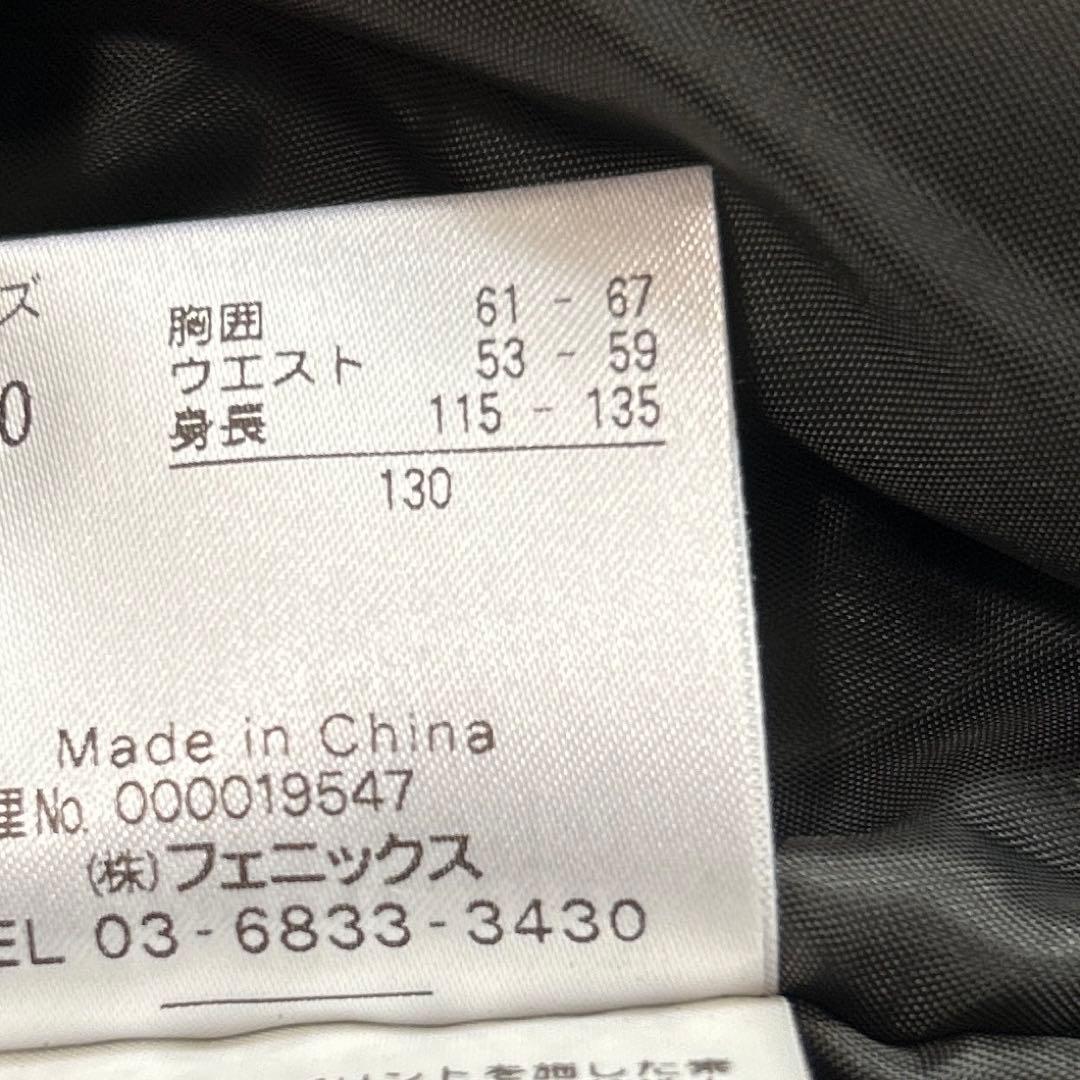 ズ
胸囲 61 - 67
0
ウエスト 53 - 59
身長 115 - 135
130
Made in China
理No. 000019547
(株)フェニックス
EL 03-6833-3430